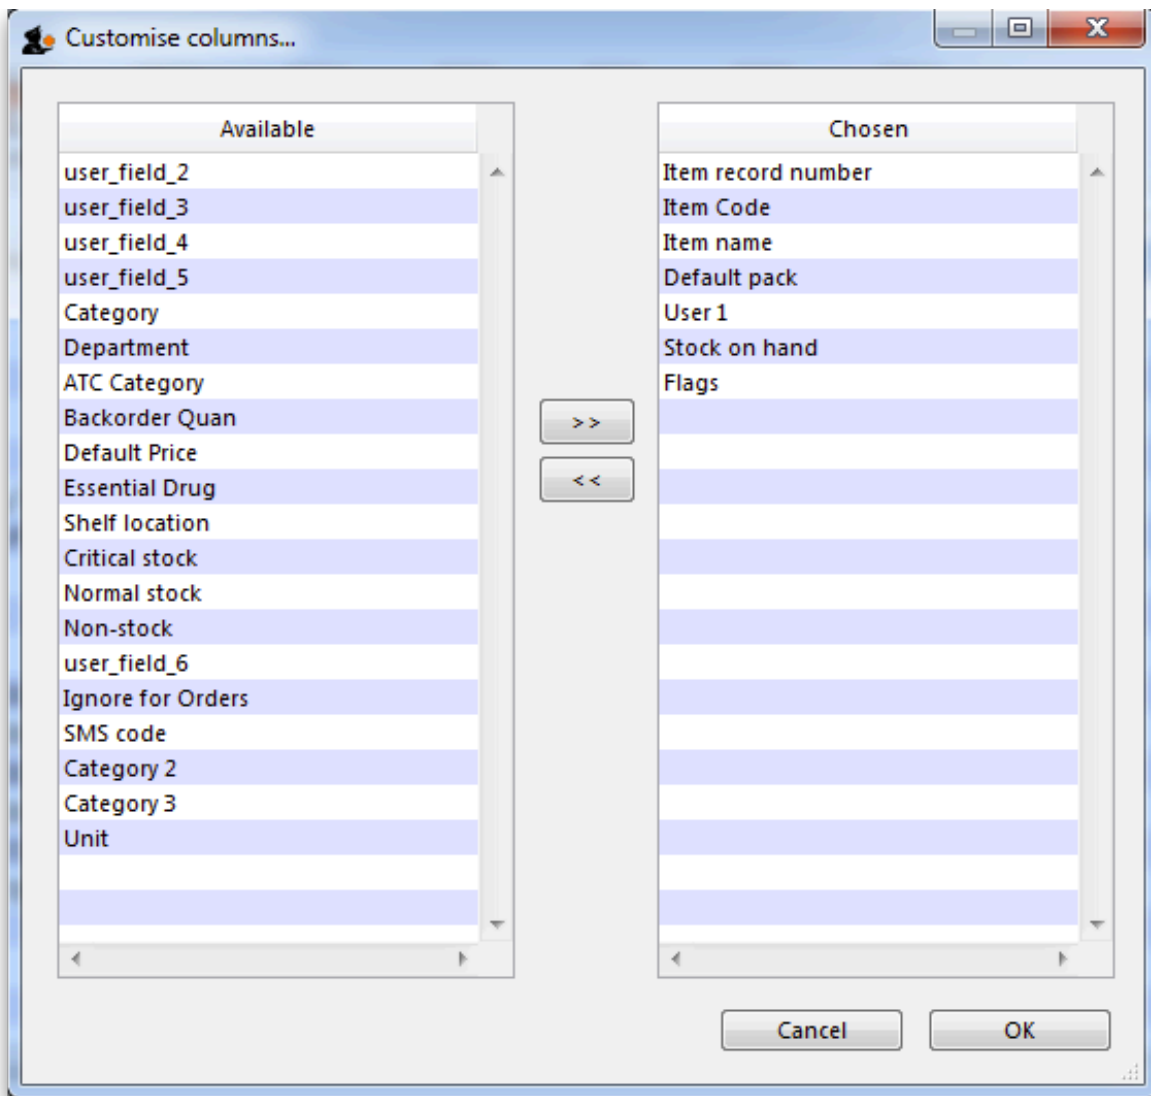 Customise columns...
X
Available
user_field_2
user_field_3
user_field_4
user_field_5
Category
Department
ATC Category
Backorder Quan
Default Price
Essential Drug
Shelf location
Critical stock
Normal stock
Non-stock
user_field_6
Ignore for Orders
SMS code
Category 2
Category 3
Unit
>>
<<
Chosen
Item record number
Item Code
Item name
Default pack
User 1
Stock on hand
Flags
Cancel
OK